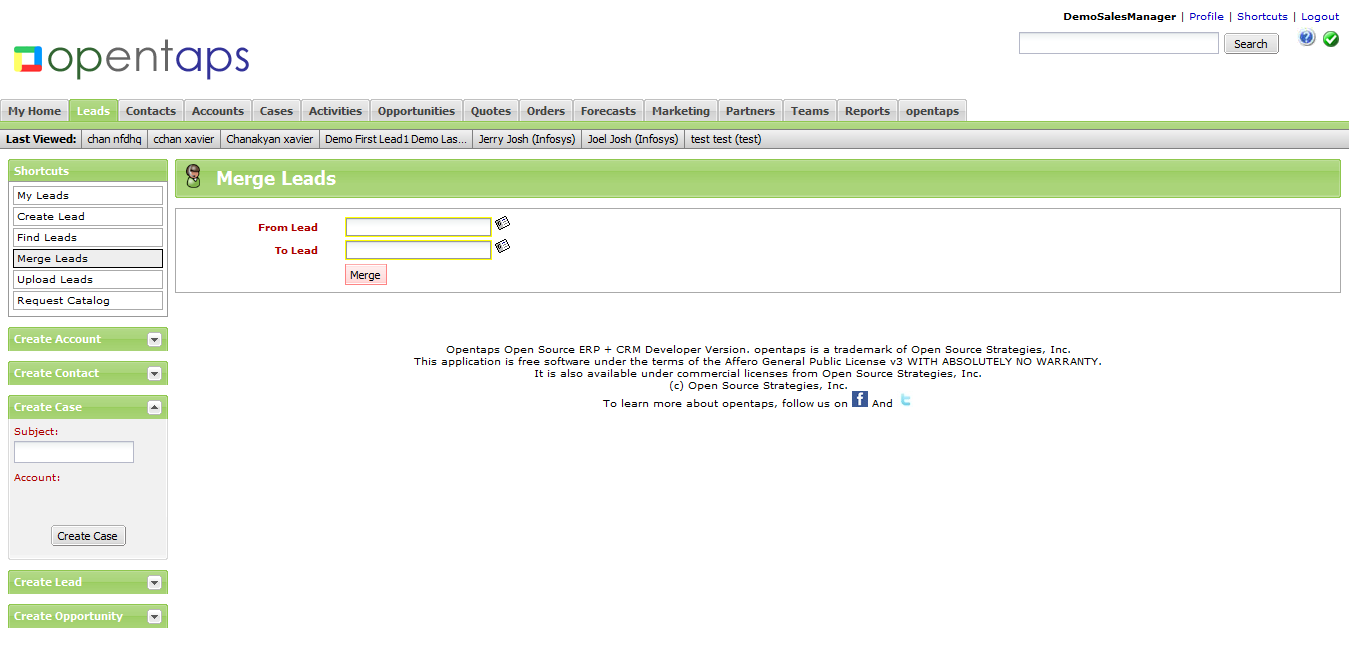 DemoSalesManager | Profile | Shortcuts | Logout
opentaps
Search
My Home Leads Contacts Accounts Cases Activities Opportunities Quotes Orders Forecasts Marketing Partners Teams Reports opentaps
Last Viewed: chan nfdhq cchan xavier Chanakyan xavier Demo First Lead1 Demo Las... Jerry Josh (Infosys) Joel Josh (Infosys) test test (test)
Shortcuts
My Leads
Create Lead
Find Leads
Merge Leads
Upload Leads
Request Catalog
Create Account
Create Contact
Create Case
Subject:
Account:
Create Case
Create Lead
Create Opportunity
Merge Leads
From Lead
To Lead
Merge
Opentaps Open Source ERP + CRM Developer Version. opentaps is a trademark of Open Source Strategies, Inc.
This application is free software under the terms of the Affero General Public License v3 WITH ABSOLUTELY NO WARRANTY.
It is also available under commercial licenses from Open Source Strategies, Inc.
(c) Open Source Strategies, Inc.
To learn more about opentaps, follow us on f And t